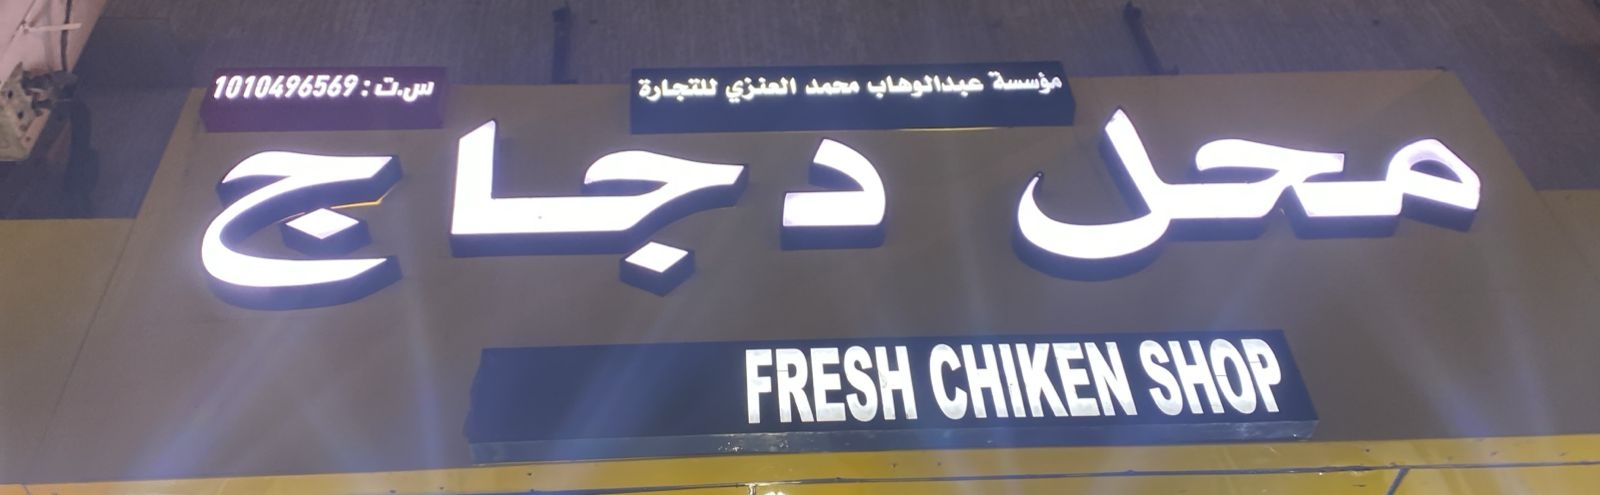 مؤسسة عبدالوهاب محمد العنزي للتجارة
س.ت: 1010496569
محل دجاج
FRESH CHIKEN SHOP